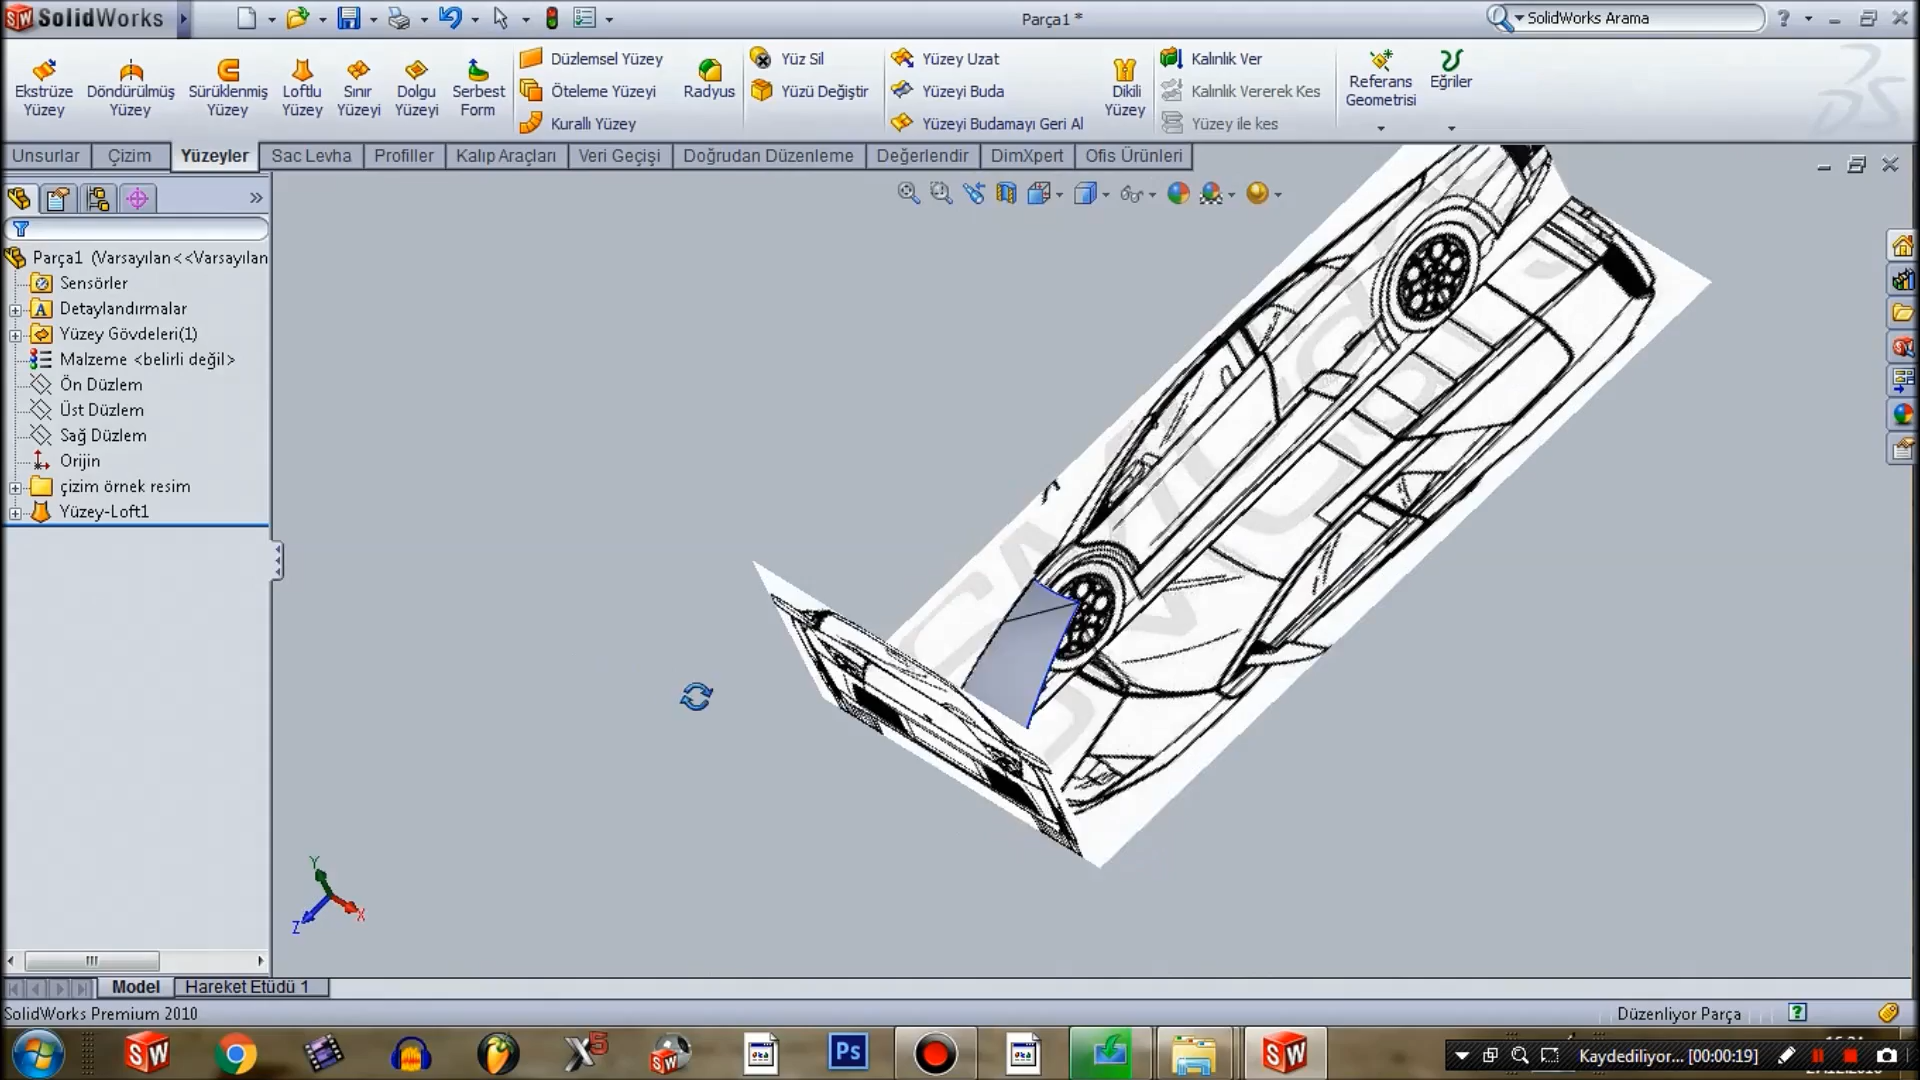 SolidWorks
Parça1 *
SolidWorks Arama
Ekstrüze Yüzey
Döndürülmüş Yüzey
Sürüklenmiş Yüzey
Loftlu Yüzey
Sınır Yüzeyi
Dolgu Yüzeyi
Serbest Form
Düzlemsel Yüzey
Öteleme Yüzeyi
Kurallı Yüzey
Radyus
Yüz Sil
Yüzü Değiştir
Yüzey Uzat
Yüzeyi Buda
Yüzeyi Budamayı Geri Al
Dikili Yüzey
Kalınlık Ver
Kalınlık Vererek Kes
Yüzey ile kes
Referans Geometrisi
Eğriler
Unsurlar
Çizim
Yüzeyler
Sac Levha
Profiller
Kalıp Araçları
Veri Geçişi
Doğrudan Düzenleme
Değerlendir
DimXpert
Ofis Ürünleri
Parça1 (Varsayılan<<Varsayılan
Sensörler
Detaylandırmalar
Yüzey Gövdeleri(1)
Malzeme <belirli değil>
Ön Düzlem
Üst Düzlem
Sağ Düzlem
Orijin
çizim örnek resim
Yüzey-Loft1
Y
X
Z
Model
Hareket Etüdü 1
SolidWorks Premium 2010
Düzenliyor Parça
Kaydediliyor... [00:00:19]